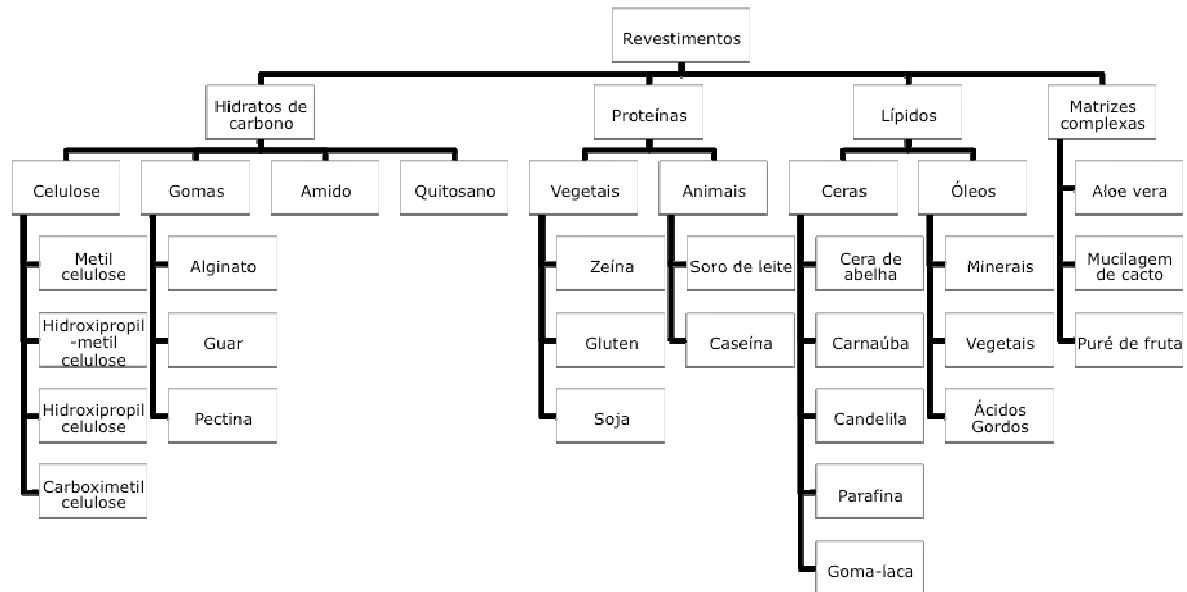 Revestimentos
Hidratos de
carbono
Proteínas
Lípidos
Matrizes
complexas
Celulose
Gomas
Amido
Quitosano
Vegetais
Animais
Ceras
Óleos
Aloe vera
Metil
celulose
Alginato
Zeína
Soro de leite
Cera de
abelha
Minerais
Mucilagem
de cacto
Hidroxipropil
-metil
celulose
Guar
Gluten
Caseína
Carnaúba
Vegetais
Puré de fruta
Hidroxipropil
celulose
Pectina
Soja
Candelila
Ácidos
Gordos
Carboximetil
celulose
Parafina
Goma-laca